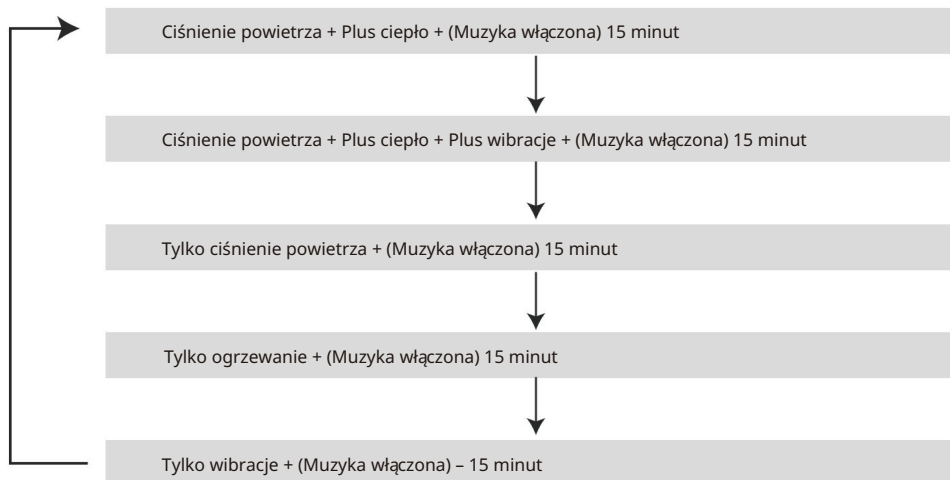 Ciśnienie powietrza + Plus ciepło + (Muzyka włączona) 15 minut
Ciśnienie powietrza + Plus ciepło + Plus wibracje + (Muzyka włączona) 15 minut
Tylko ciśnienie powietrza + (Muzyka włączona) 15 minut
Tylko ogrzewanie + (Muzyka włączona) 15 minut
Tylko wibracje + (Muzyka włączona) – 15 minut